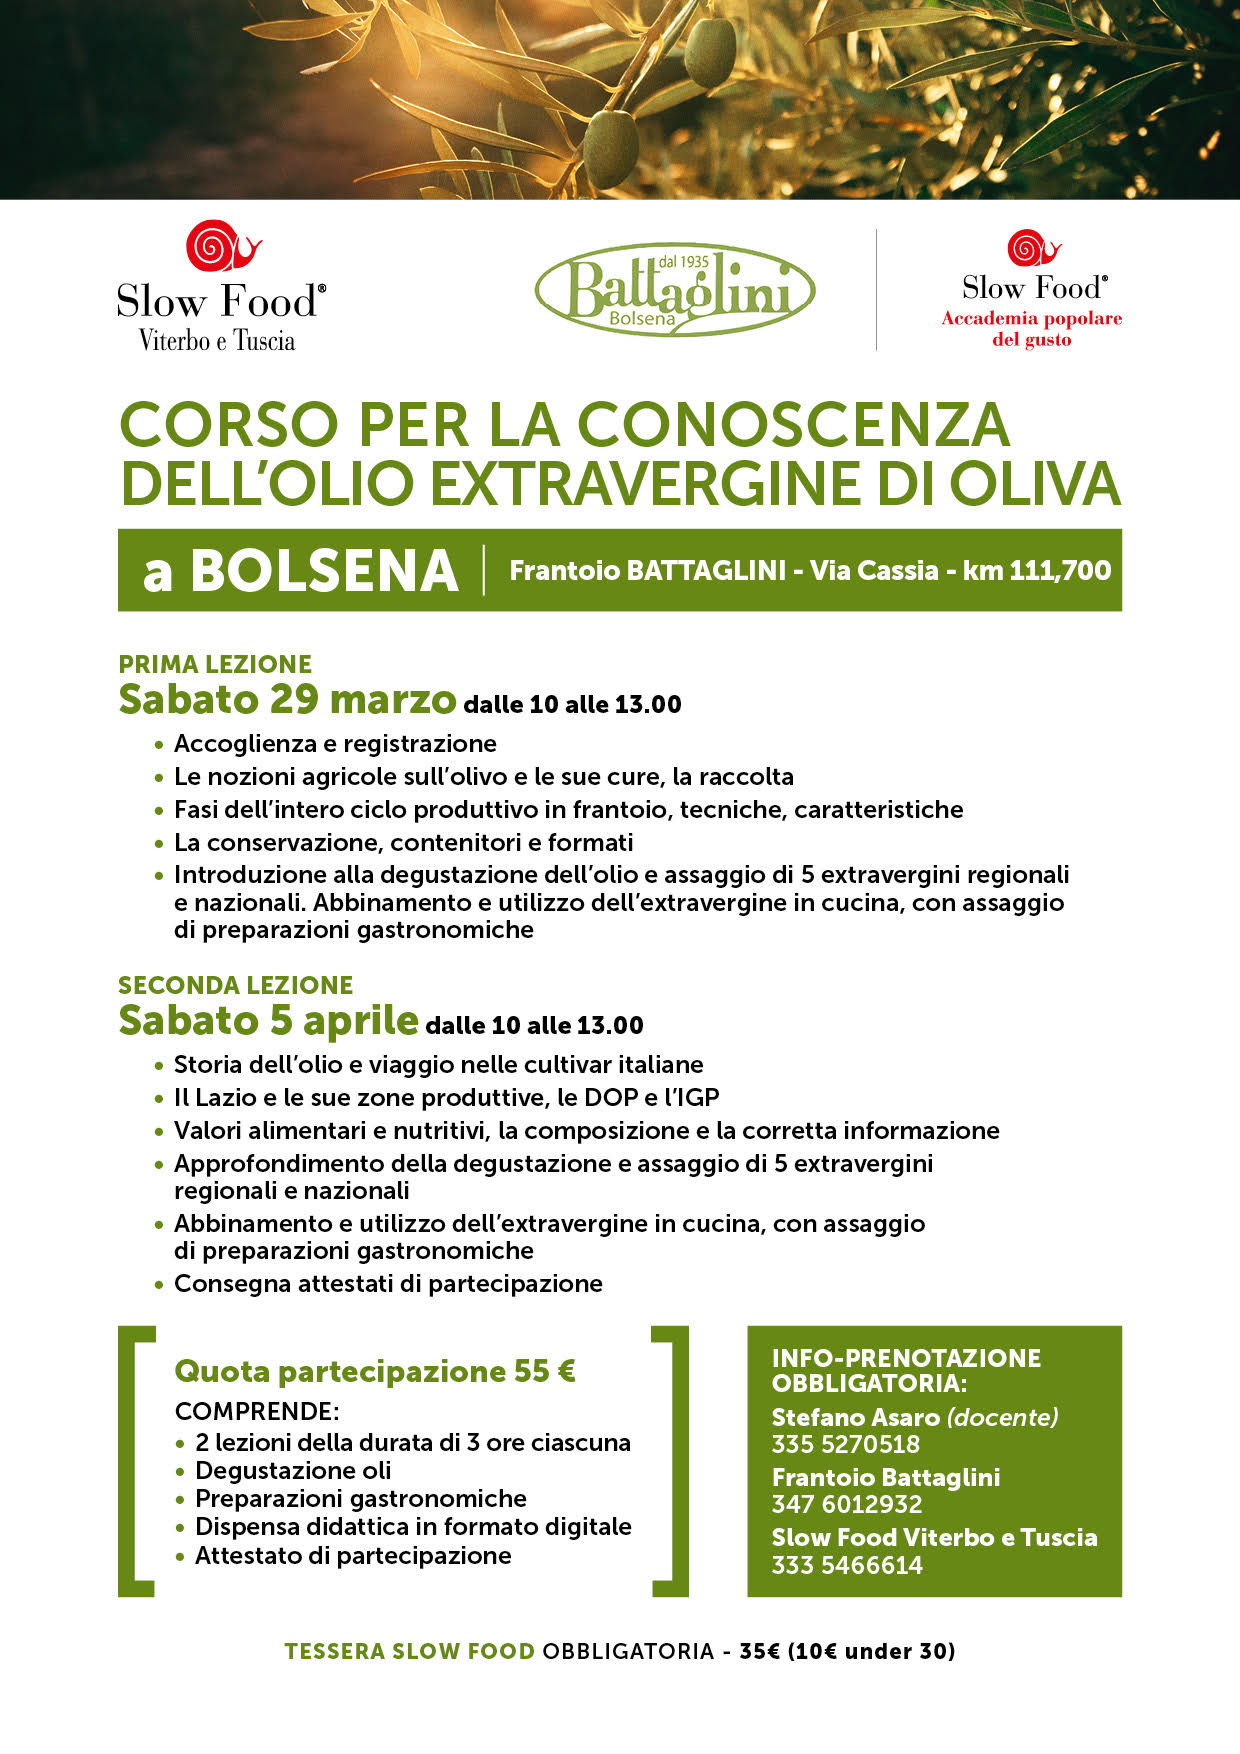 Slow Food®
Viterbo e Tuscia
dal 1935
Battaglini
Bolsena
Slow Food®
Accademia popolare
del gusto
CORSO PER LA CONOSCENZA
DELL'OLIO EXTRAVERGINE DI OLIVA
a BOLSENA
Frantoio BATTAGLINI - Via Cassia - km 111,700
PRIMA LEZIONE
Sabato 29 marzo dalle 10 alle 13.00
• Accoglienza e registrazione
• Le nozioni agricole sull'olivo e le sue cure, la raccolta
• Fasi dell'intero ciclo produttivo in frantoio, tecniche, caratteristiche
• La conservazione, contenitori e formati
• Introduzione alla degustazione dell'olio e assaggio di 5 extravergini regionali
e nazionali. Abbinamento e utilizzo dell'extravergine in cucina, con assaggio
di preparazioni gastronomiche
SECONDA LEZIONE
Sabato 5 aprile dalle 10 alle 13.00
• Storia dell'olio e viaggio nelle cultivar italiane
• Il Lazio e le sue zone produttive, le DOP e l'IGP
• Valori alimentari e nutritivi, la composizione e la corretta informazione
• Approfondimento della degustazione e assaggio di 5 extravergini
regionali e nazionali
• Abbinamento e utilizzo dell'extravergine in cucina, con assaggio
di preparazioni gastronomiche
• Consegna attestati di partecipazione
Quota partecipazione 55 €
COMPRENDE:
• 2 lezioni della durata di 3 ore ciascuna
• Degustazione oli
• Preparazioni gastronomiche
• Dispensa didattica in formato digitale
• Attestato di partecipazione
INFO-PRENOTAZIONE
OBBLIGATORIA:
Stefano Asaro (docente)
335 5270518
Frantoio Battaglini
347 6012932
Slow Food Viterbo e Tuscia
333 5466614
TESSERA SLOW FOOD OBBLIGATORIA - 35€ (10€ under 30)